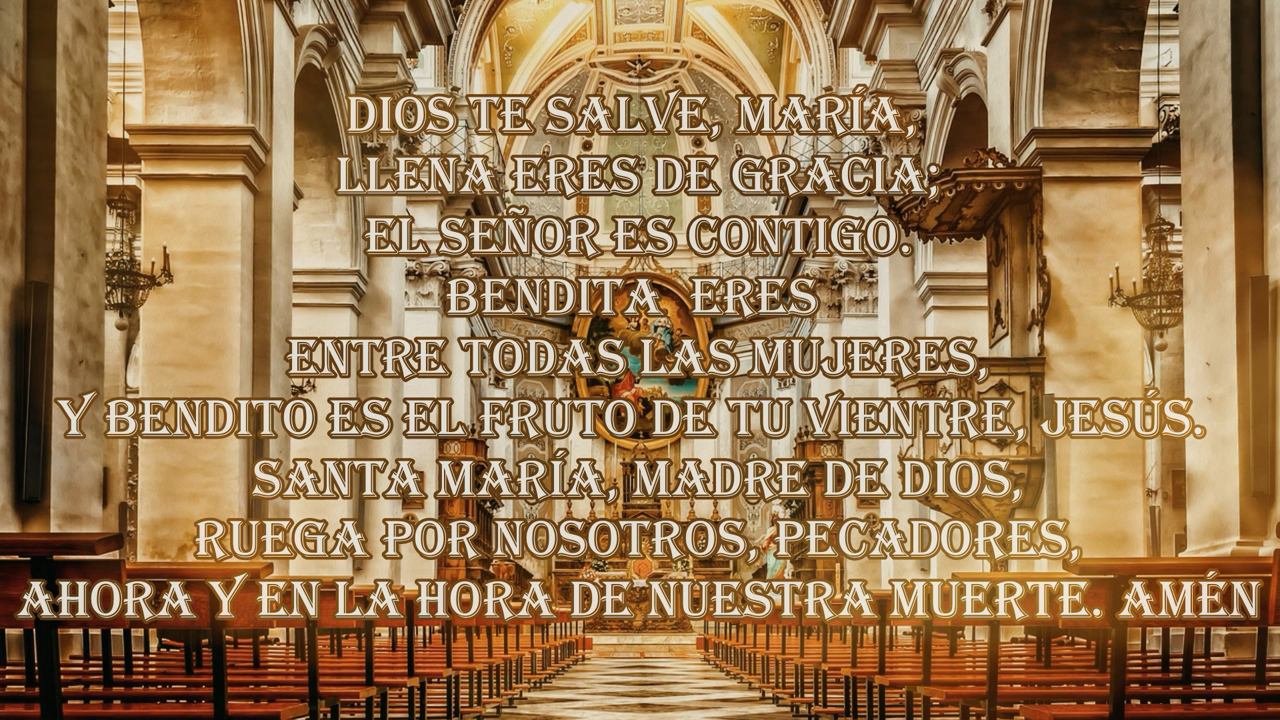 DIOS TE SALVE, MARÍA,
LLENA ERES DE GRACIA;
EL SEÑOR ES CONTIGO.
BENDITA ERES
ENTRE TODAS LAS MUJERES,
Y BENDITO ES EL FRUTO DE TU VIENTRE, JESÚS.
SANTA MARÍA, MADRE DE DIOS,
RUEGA POR NOSOTROS, PECADORES,
AHORA Y EN LA HORA DE NUESTRA MUERTE. AMÉN